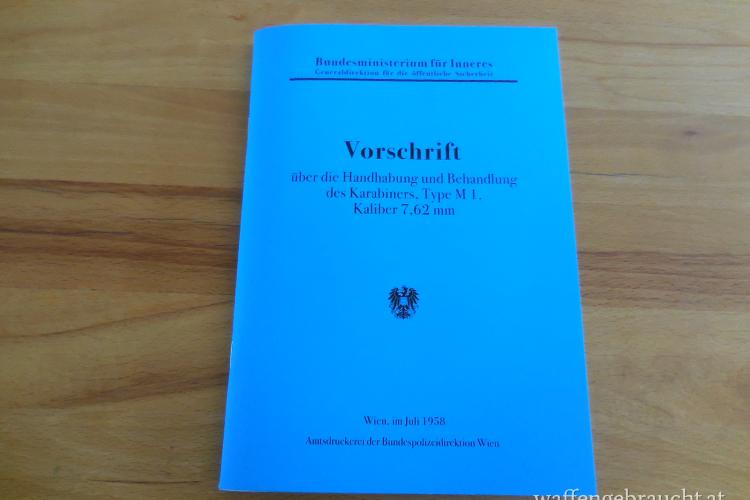 Bundesministerium für Inneres
Generaldirektion für die öffentliche Sicherheit
Vorschrift
über die Handhabung und Behandlung
des Karabiners, Type M 1,
Kaliber 7,62 mm
Wien, im Juli 1958
Amtsdruckerei der Bundespolizeidirektion Wien
waffengebraucht.at